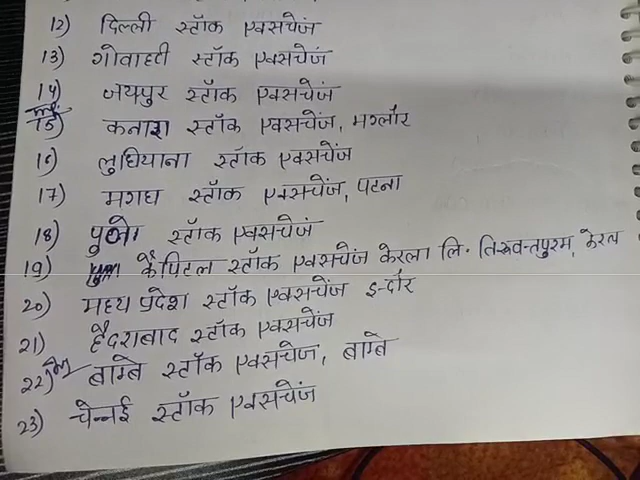 12) दिल्ली स्टॉक एक्सचेंज
13) गोवाहटी स्टॉक एक्सचेंज
14) जयपुर स्टॉक एक्सचेंज
15) कनारा स्टॉक एक्सचेंज, मंग्लौर
16) लुधियाना स्टॉक एक्सचेंज
17) मगध स्टॉक एक्सचेंज, पटना
18) पुणे स्टॉक एक्सचेंज
19) कैपिटल स्टॉक एक्सचेंज केरला लि. तिरुवन्तपुरम, केरल
20) मध्य प्रदेश स्टॉक एक्सचेंज इन्दौर
21) हैदराबाद स्टॉक एक्सचेंज
22) बाम्बे स्टॉक एक्सचेंज, बाम्बे
23) चेन्नई स्टॉक एक्सचेंज